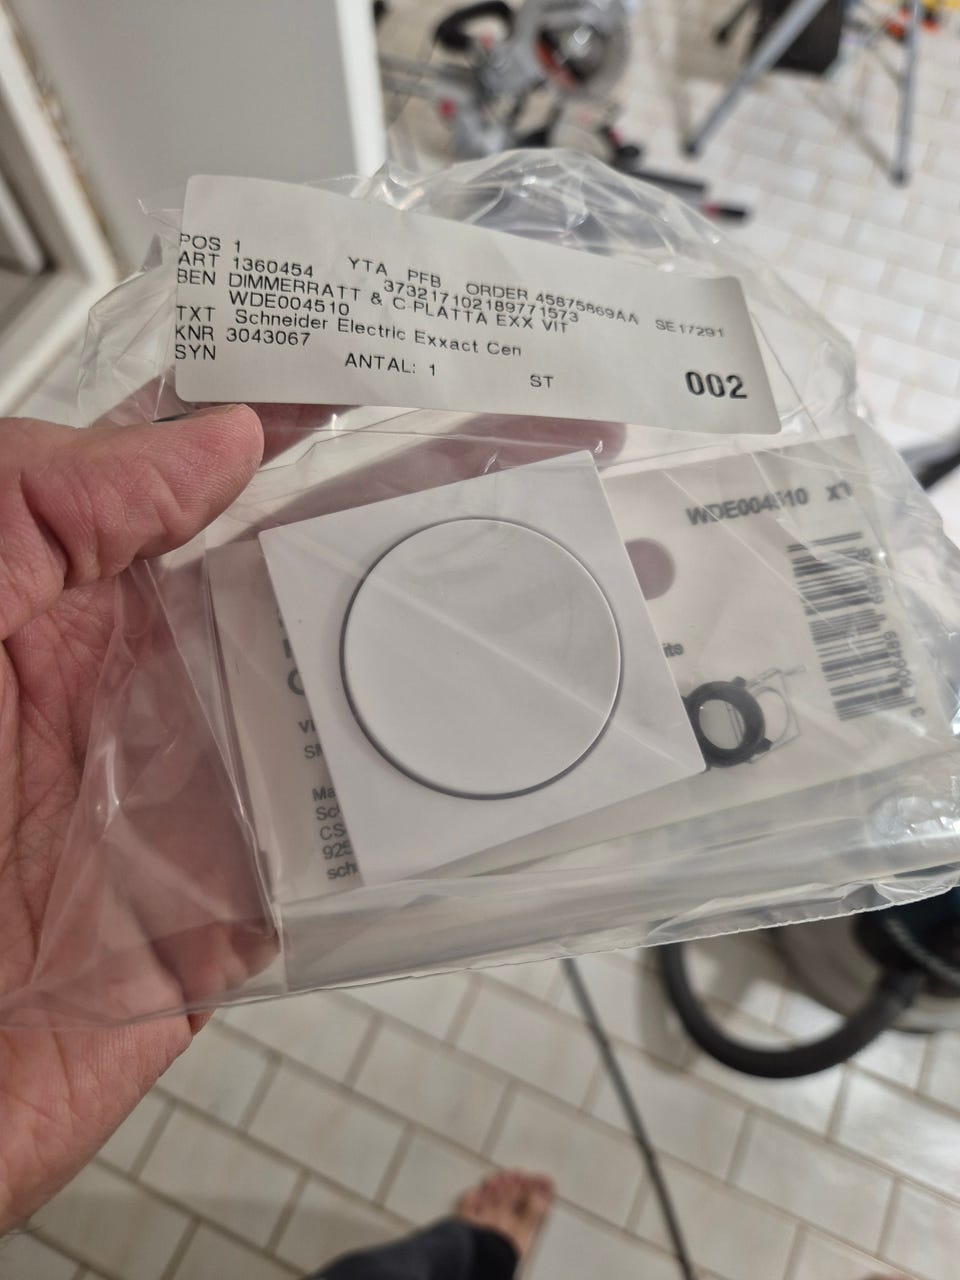 POS 1 YTA PFB ORDER 45875869AA SE17291
ART 1360454 373217102189771573
BEN DIMMERRATT & C-PLATTA EXX VIT
WDE004510
TXT Schneider Electric Exxact Cen
KNR 3043067
SYN ANTAL: 1 ST 002
WDE004510 x1